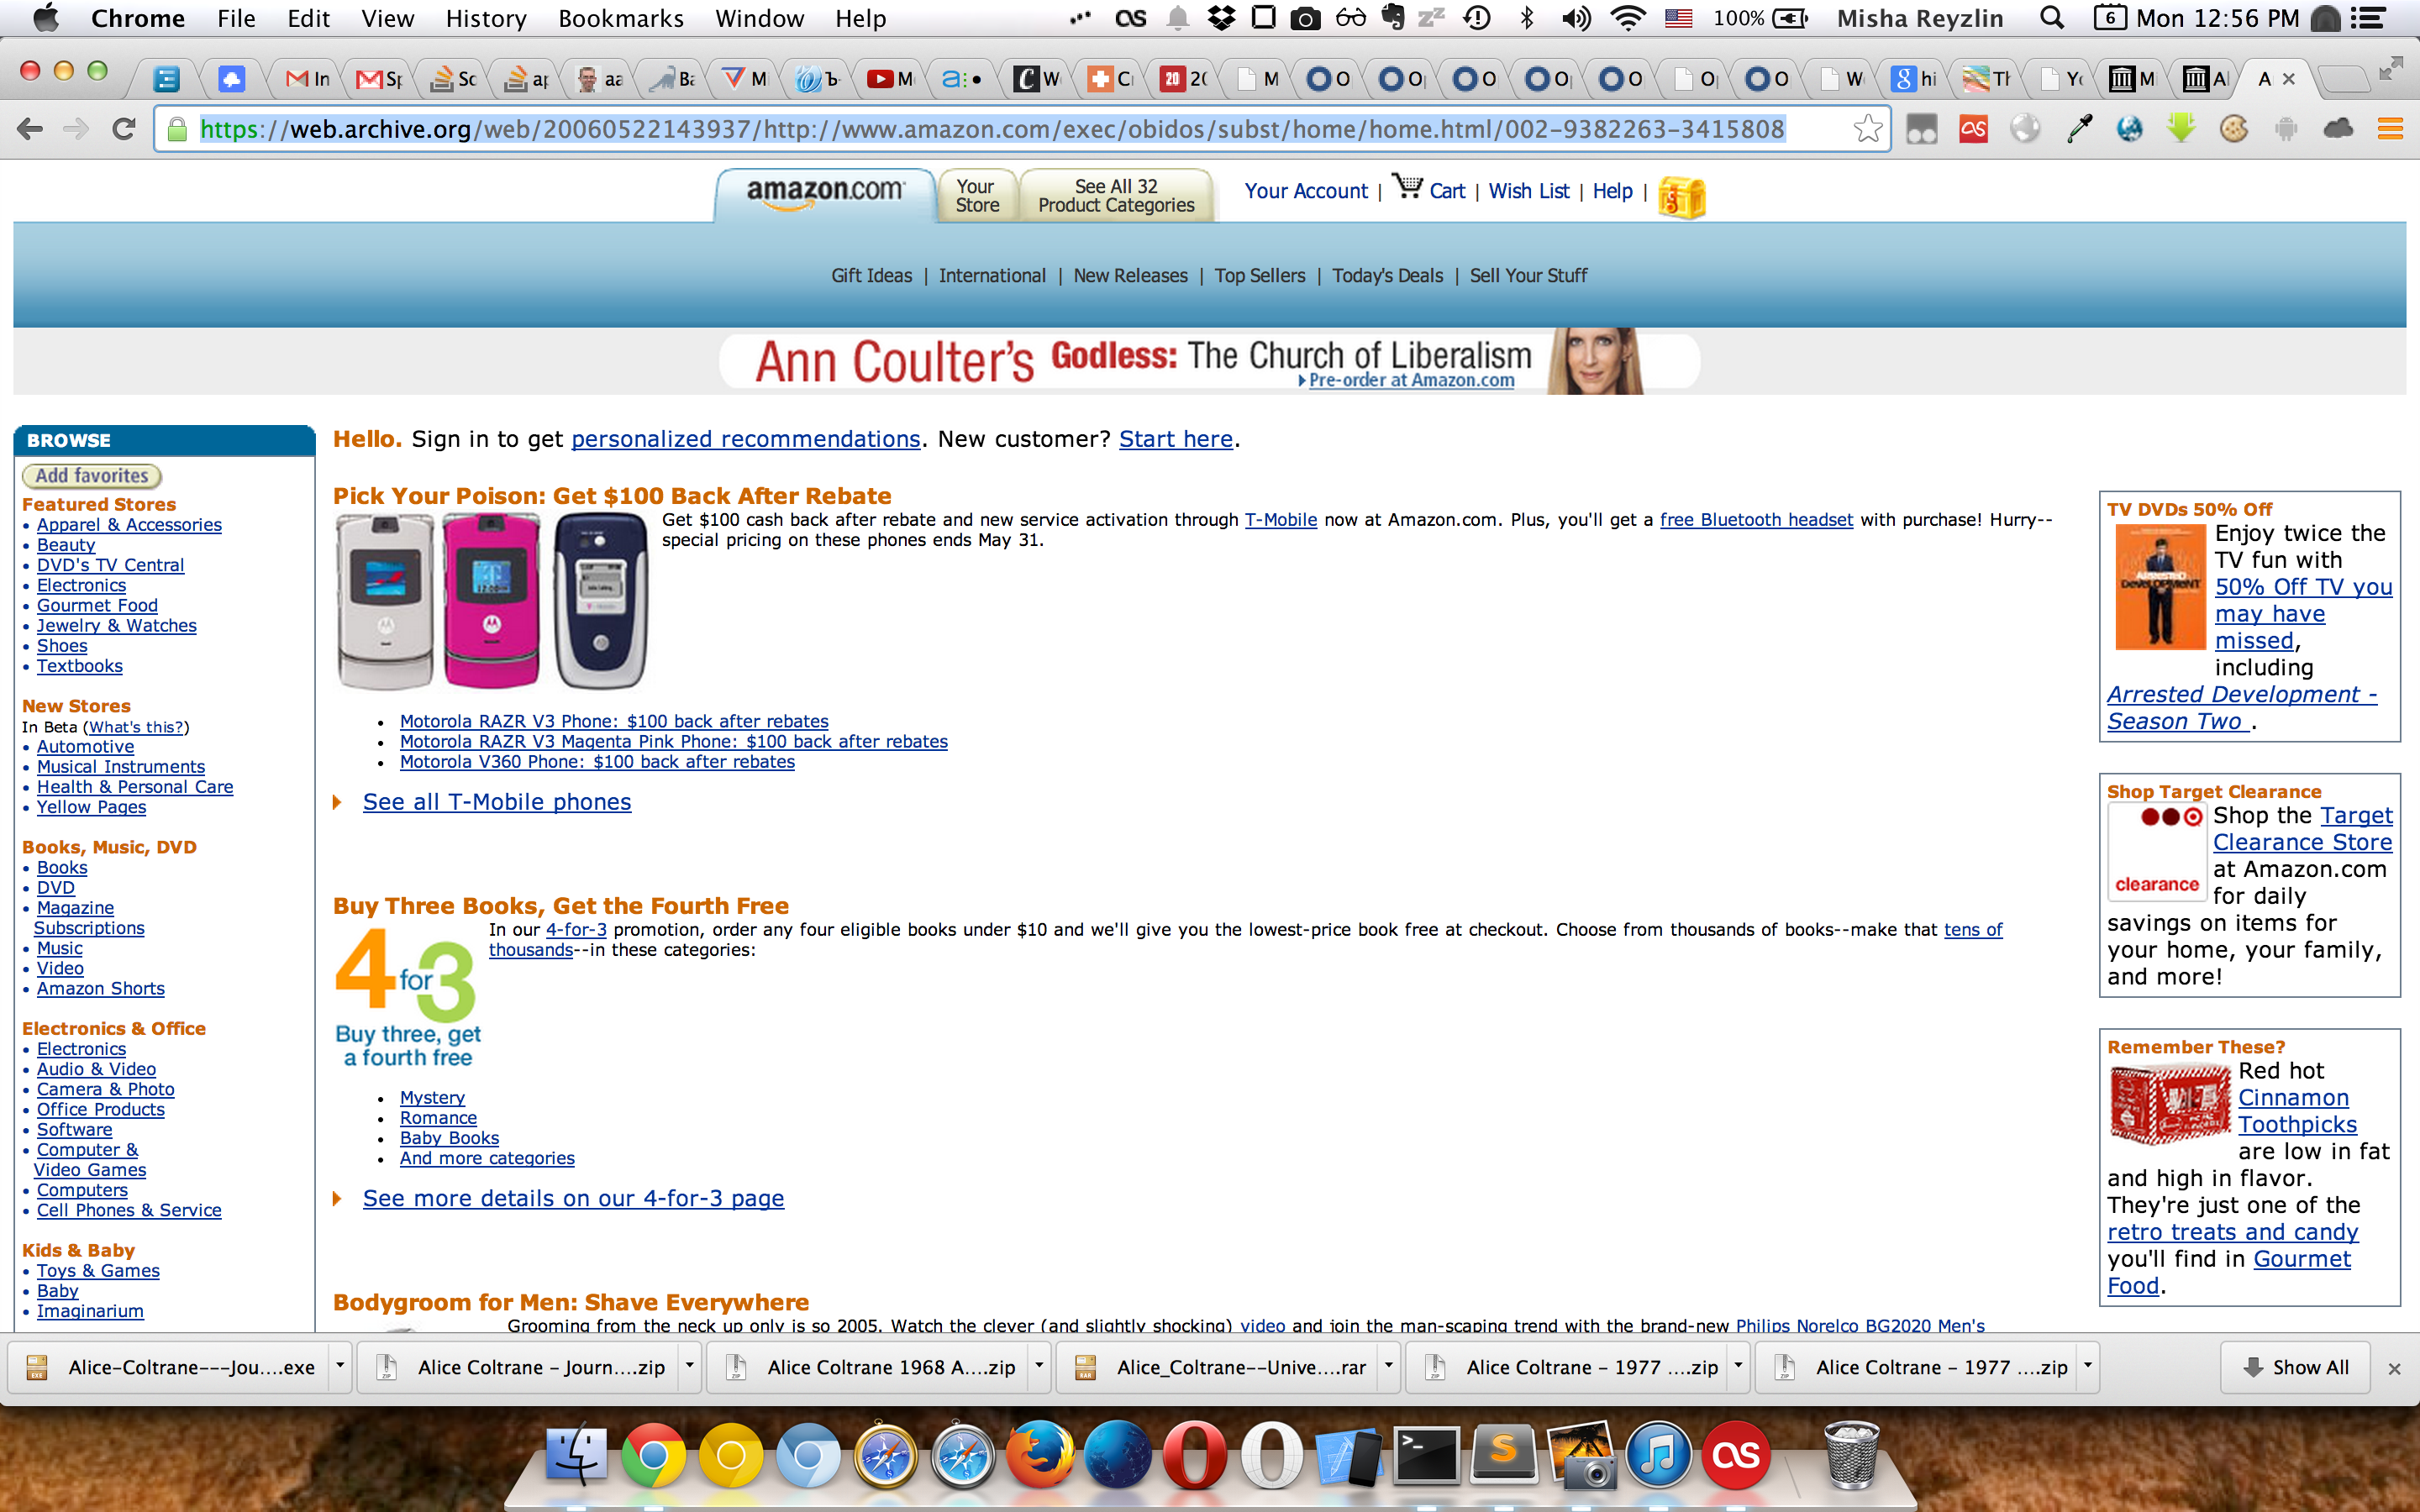 Chrome File Edit View History Bookmarks Window Help 100% Misha Reyzlin 6 Mon 12:56 PM
In Sp Sc ap aa Ba M Ъ- M a:• W C 20 20 M O O O O O O O W hi Th Yo M Al A
https://web.archive.org/web/20060522143937/http://www.amazon.com/exec/obidos/subst/home/home.html/002-9382263-3415808
amazon.com
Your Store
See All 32 Product Categories
Your Account | Cart | Wish List | Help |
Gift Ideas | International | New Releases | Top Sellers | Today's Deals | Sell Your Stuff
Ann Coulter's Godless: The Church of Liberalism
Pre-order at Amazon.com
BROWSE
Add favorites
Featured Stores
• Apparel & Accessories
• Beauty
• DVD's TV Central
• Electronics
• Gourmet Food
• Jewelry & Watches
• Shoes
• Textbooks
New Stores
In Beta (What's this?)
• Automotive
• Musical Instruments
• Health & Personal Care
• Yellow Pages
Books, Music, DVD
• Books
• DVD
• Magazine
Subscriptions
• Music
• Video
• Amazon Shorts
Electronics & Office
• Electronics
• Audio & Video
• Camera & Photo
• Office Products
• Software
• Computer &
Video Games
• Computers
• Cell Phones & Service
Kids & Baby
• Toys & Games
• Baby
• Imaginarium
Hello. Sign in to get personalized recommendations. New customer? Start here.
Pick Your Poison: Get $100 Back After Rebate
Get $100 cash back after rebate and new service activation through T-Mobile now at Amazon.com. Plus, you'll get a free Bluetooth headset with purchase! Hurry--
special pricing on these phones ends May 31.
• Motorola RAZR V3 Phone: $100 back after rebates
• Motorola RAZR V3 Magenta Pink Phone: $100 back after rebates
• Motorola V360 Phone: $100 back after rebates
See all T-Mobile phones
Buy Three Books, Get the Fourth Free
In our 4-for-3 promotion, order any four eligible books under $10 and we'll give you the lowest-price book free at checkout. Choose from thousands of books--make that tens of
thousands--in these categories:
4 for 3
Buy three, get
a fourth free
• Mystery
• Romance
• Baby Books
• And more categories
See more details on our 4-for-3 page
Bodygroom for Men: Shave Everywhere
Grooming from the neck up only is so 2005. Watch the clever (and slightly shocking) video and join the man-scaping trend with the brand-new Philips Norelco BG2020 Men's
TV DVDs 50% Off
ARRESTED DEVELOPMENT
Enjoy twice the
TV fun with
50% Off TV you
may have
missed,
including
Arrested Development -
Season Two .
Shop Target Clearance
clearance
Shop the Target
Clearance Store
at Amazon.com
for daily
savings on items for
your home, your family,
and more!
Remember These?
Red hot
Cinnamon
Toothpicks
are low in fat
and high in flavor.
They're just one of the
retro treats and candy
you'll find in Gourmet
Food.
Alice-Coltrane---Jou....exe
Alice Coltrane - Journ....zip
Alice Coltrane 1968 A....zip
Alice_Coltrane--Unive....rar
Alice Coltrane - 1977 ....zip
Alice Coltrane - 1977 ....zip
Show All